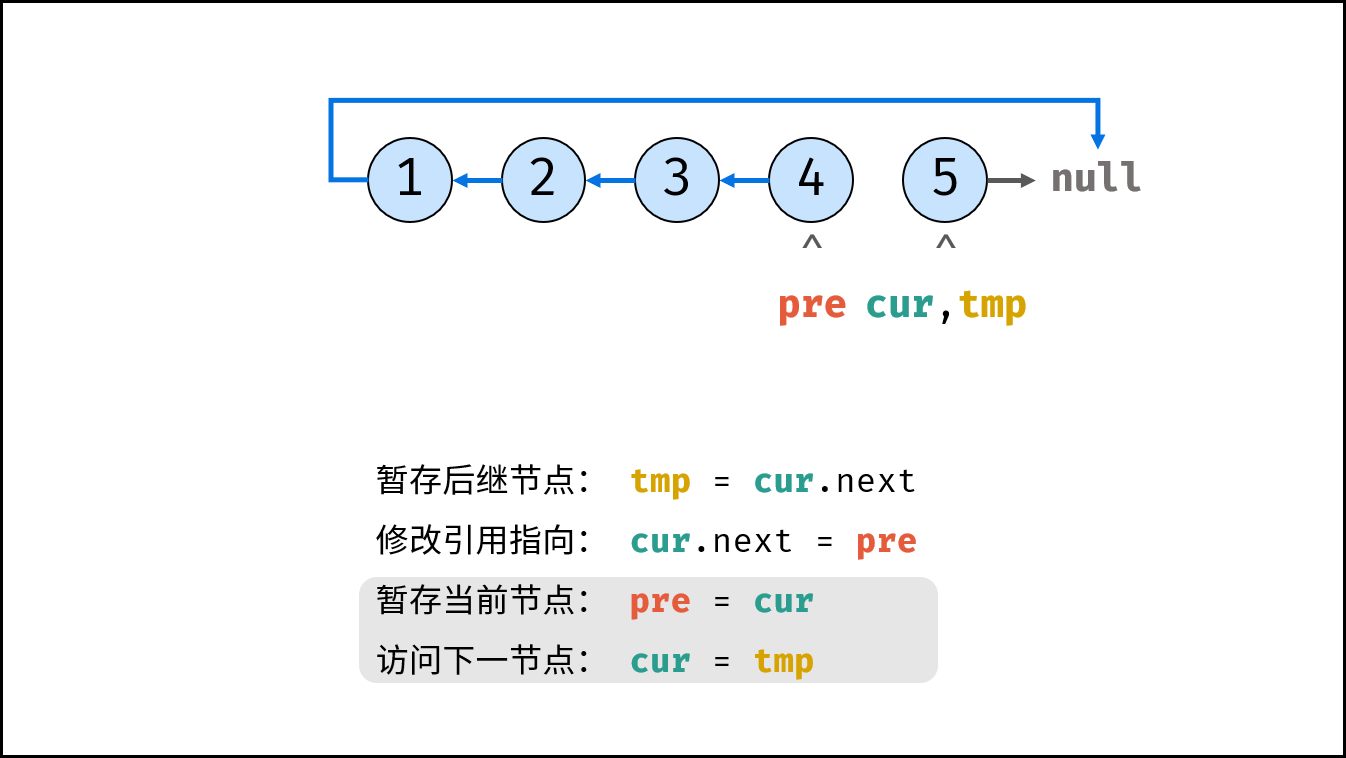 1 2 3 4 5 null
^ ^
pre cur,tmp
暂存后继节点： tmp = cur.next
修改引用指向： cur.next = pre
暂存当前节点： pre = cur
访问下一节点： cur = tmp